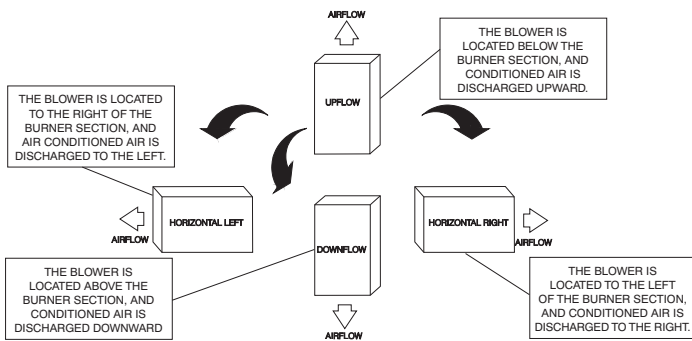 AIRFLOW
THE BLOWER IS
LOCATED BELOW THE
BURNER SECTION, AND
CONDITIONED AIR IS
DISCHARGED UPWARD.
UPFLOW
THE BLOWER IS LOCATED
TO THE RIGHT OF THE
BURNER SECTION, AND
AIR CONDITIONED AIR IS
DISCHARGED TO THE LEFT.
HORIZONTAL LEFT
AIRFLOW
HORIZONTAL RIGHT
AIRFLOW
DOWNFLOW
THE BLOWER IS
LOCATED ABOVE THE
BURNER SECTION, AND
CONDITIONED AIR IS
DISCHARGED DOWNWARD
THE BLOWER IS
LOCATED TO THE LEFT
OF THE BURNER SECTION,
AND CONDITIONED AIR IS
DISCHARGED TO THE RIGHT.
AIRFLOW